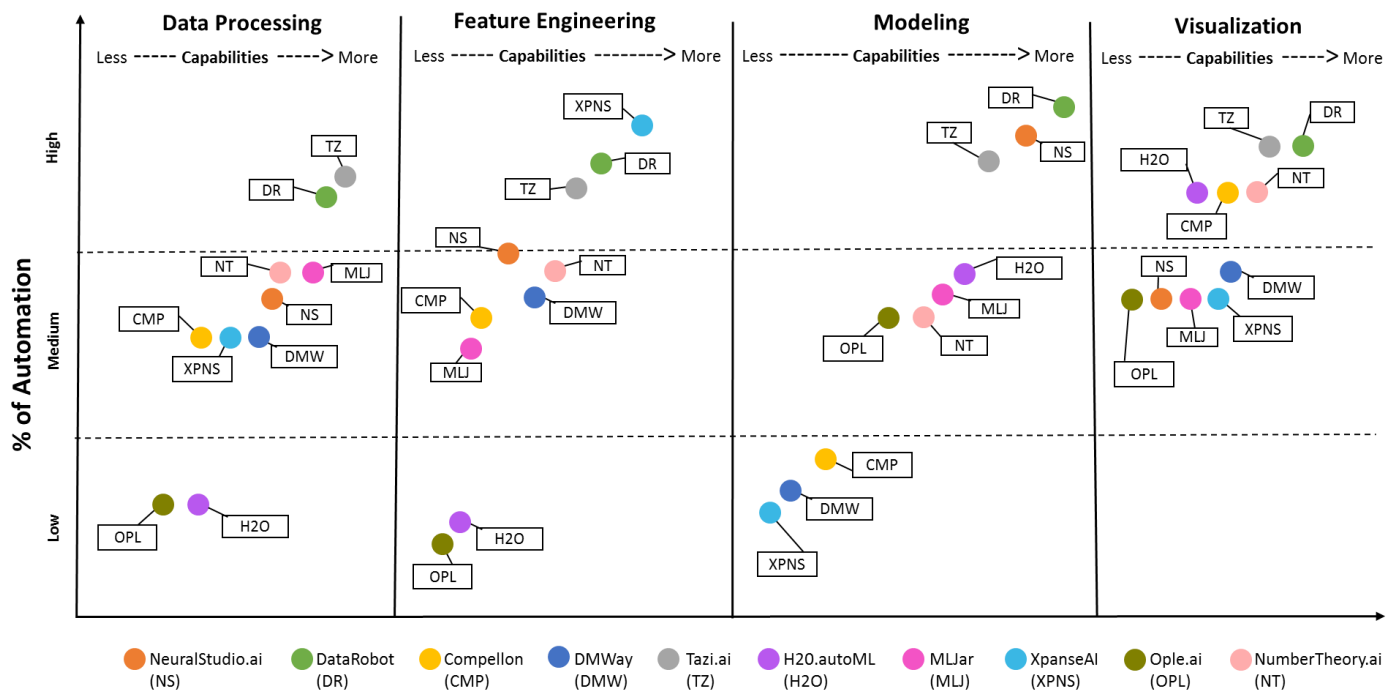 Data Processing
Feature Engineering
Modeling
Visualization
Less ----- Capabilities -----> More
Less ----- Capabilities -----> More
Less ----- Capabilities -----> More
Less ----- Capabilities -----> More
% of Automation
High
Medium
Low
TZ
DR
NT
MLJ
NS
CMP
XPNS
DMW
OPL
H2O
XPNS
DR
TZ
NS
NT
CMP
DMW
MLJ
H2O
OPL
DR
TZ
NS
H2O
MLJ
OPL
NT
CMP
DMW
XPNS
DR
TZ
H2O
NT
CMP
NS
DMW
MLJ
XPNS
OPL
NeuralStudio.ai
(NS)
DataRobot
(DR)
Compellon
(CMP)
DMWay
(DMW)
Tazi.ai
(TZ)
H20.autoML
(H2O)
MLJar
(MLJ)
XpanseAI
(XPNS)
Ople.ai
(OPL)
NumberTheory.ai
(NT)